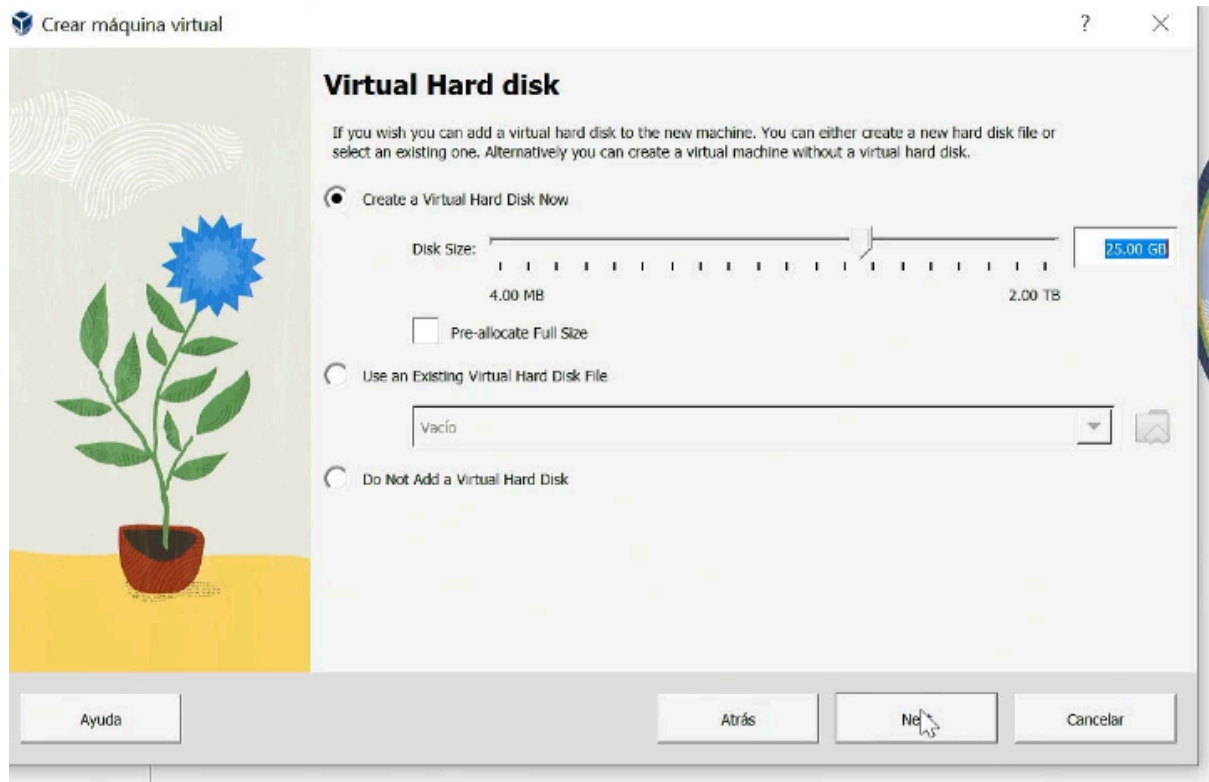 Crear máquina virtual
?
Virtual Hard disk
If you wish you can add a virtual hard disk to the new machine. You can either create a new hard disk file or
select an existing one. Alternatively you can create a virtual machine without a virtual hard disk.
Create a Virtual Hard Disk Now
Disk Size:
25.00 GB
4.00 MB
2.00 TB
Pre-allocate Full Size
Use an Existing Virtual Hard Disk File
Vacío
Do Not Add a Virtual Hard Disk
Ayuda
Atrás
Cancelar